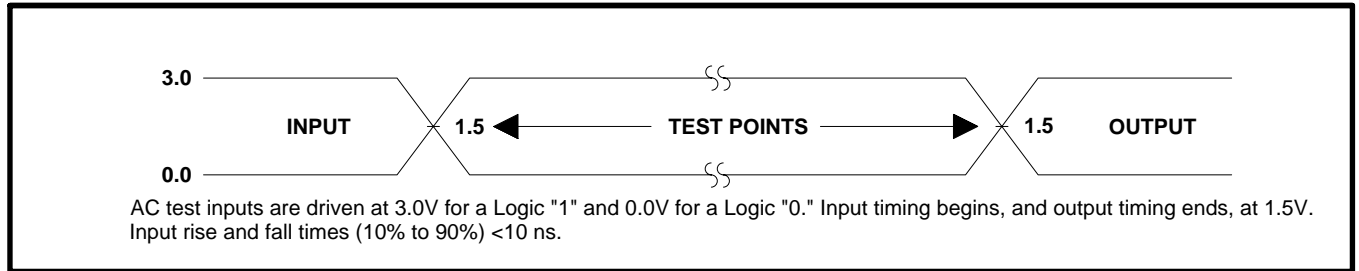 3.0
INPUT 1.5 TEST POINTS 1.5 OUTPUT
0.0
AC test inputs are driven at 3.0V for a Logic "1" and 0.0V for a Logic "0." Input timing begins, and output timing ends, at 1.5V.
Input rise and fall times (10% to 90%) <10 ns.